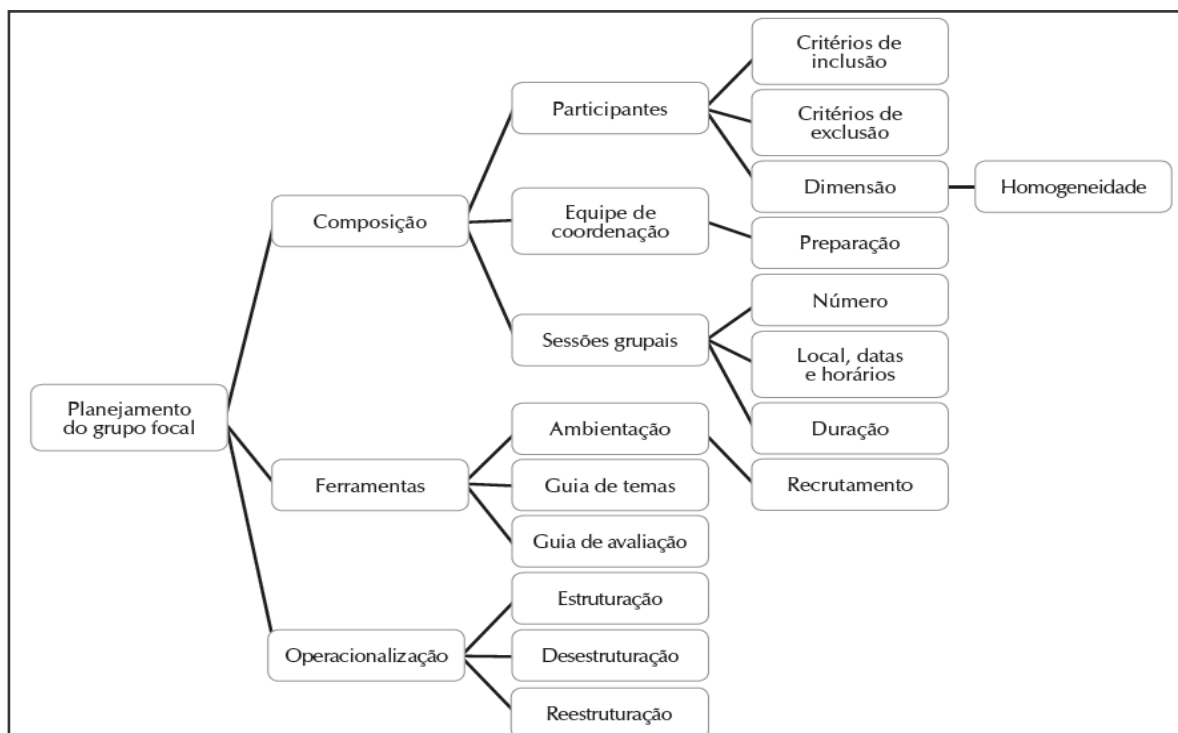 Planejamento
do grupo focal
Composição
Participantes
Critérios de
inclusão
Critérios de
exclusão
Dimensão
Homogeneidade
Equipe de
coordenação
Preparação
Sessões grupais
Número
Local, datas
e horários
Duração
Ferramentas
Ambientação
Recrutamento
Guia de temas
Guia de avaliação
Operacionalização
Estruturação
Desestruturação
Reestruturação